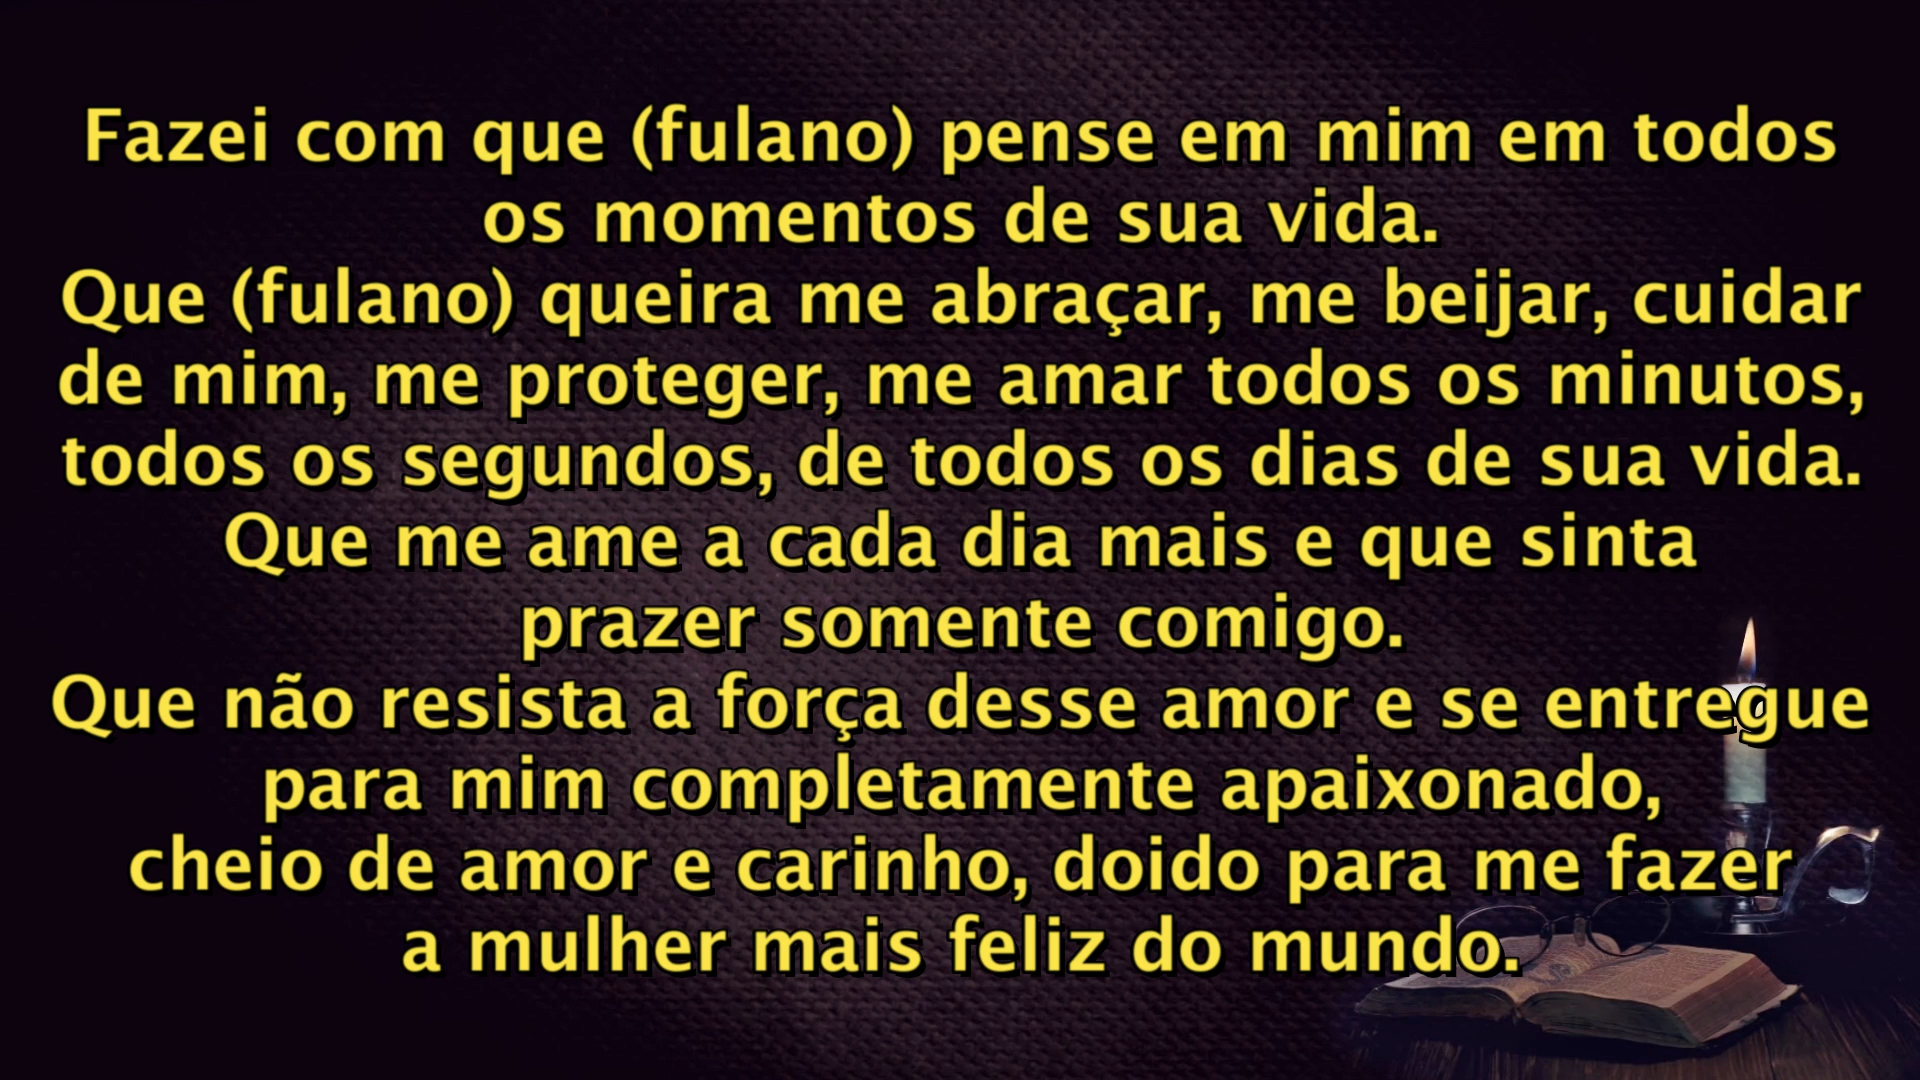 Fazei com que (fulano) pense em mim em todos
os momentos de sua vida.
Que (fulano) queira me abraçar, me beijar, cuidar
de mim, me proteger, me amar todos os minutos,
todos os segundos, de todos os dias de sua vida.
Que me ame a cada dia mais e que sinta
prazer somente comigo.
Que não resista a força desse amor e se entregue
para mim completamente apaixonado,
cheio de amor e carinho, doido para me fazer
a mulher mais feliz do mundo.